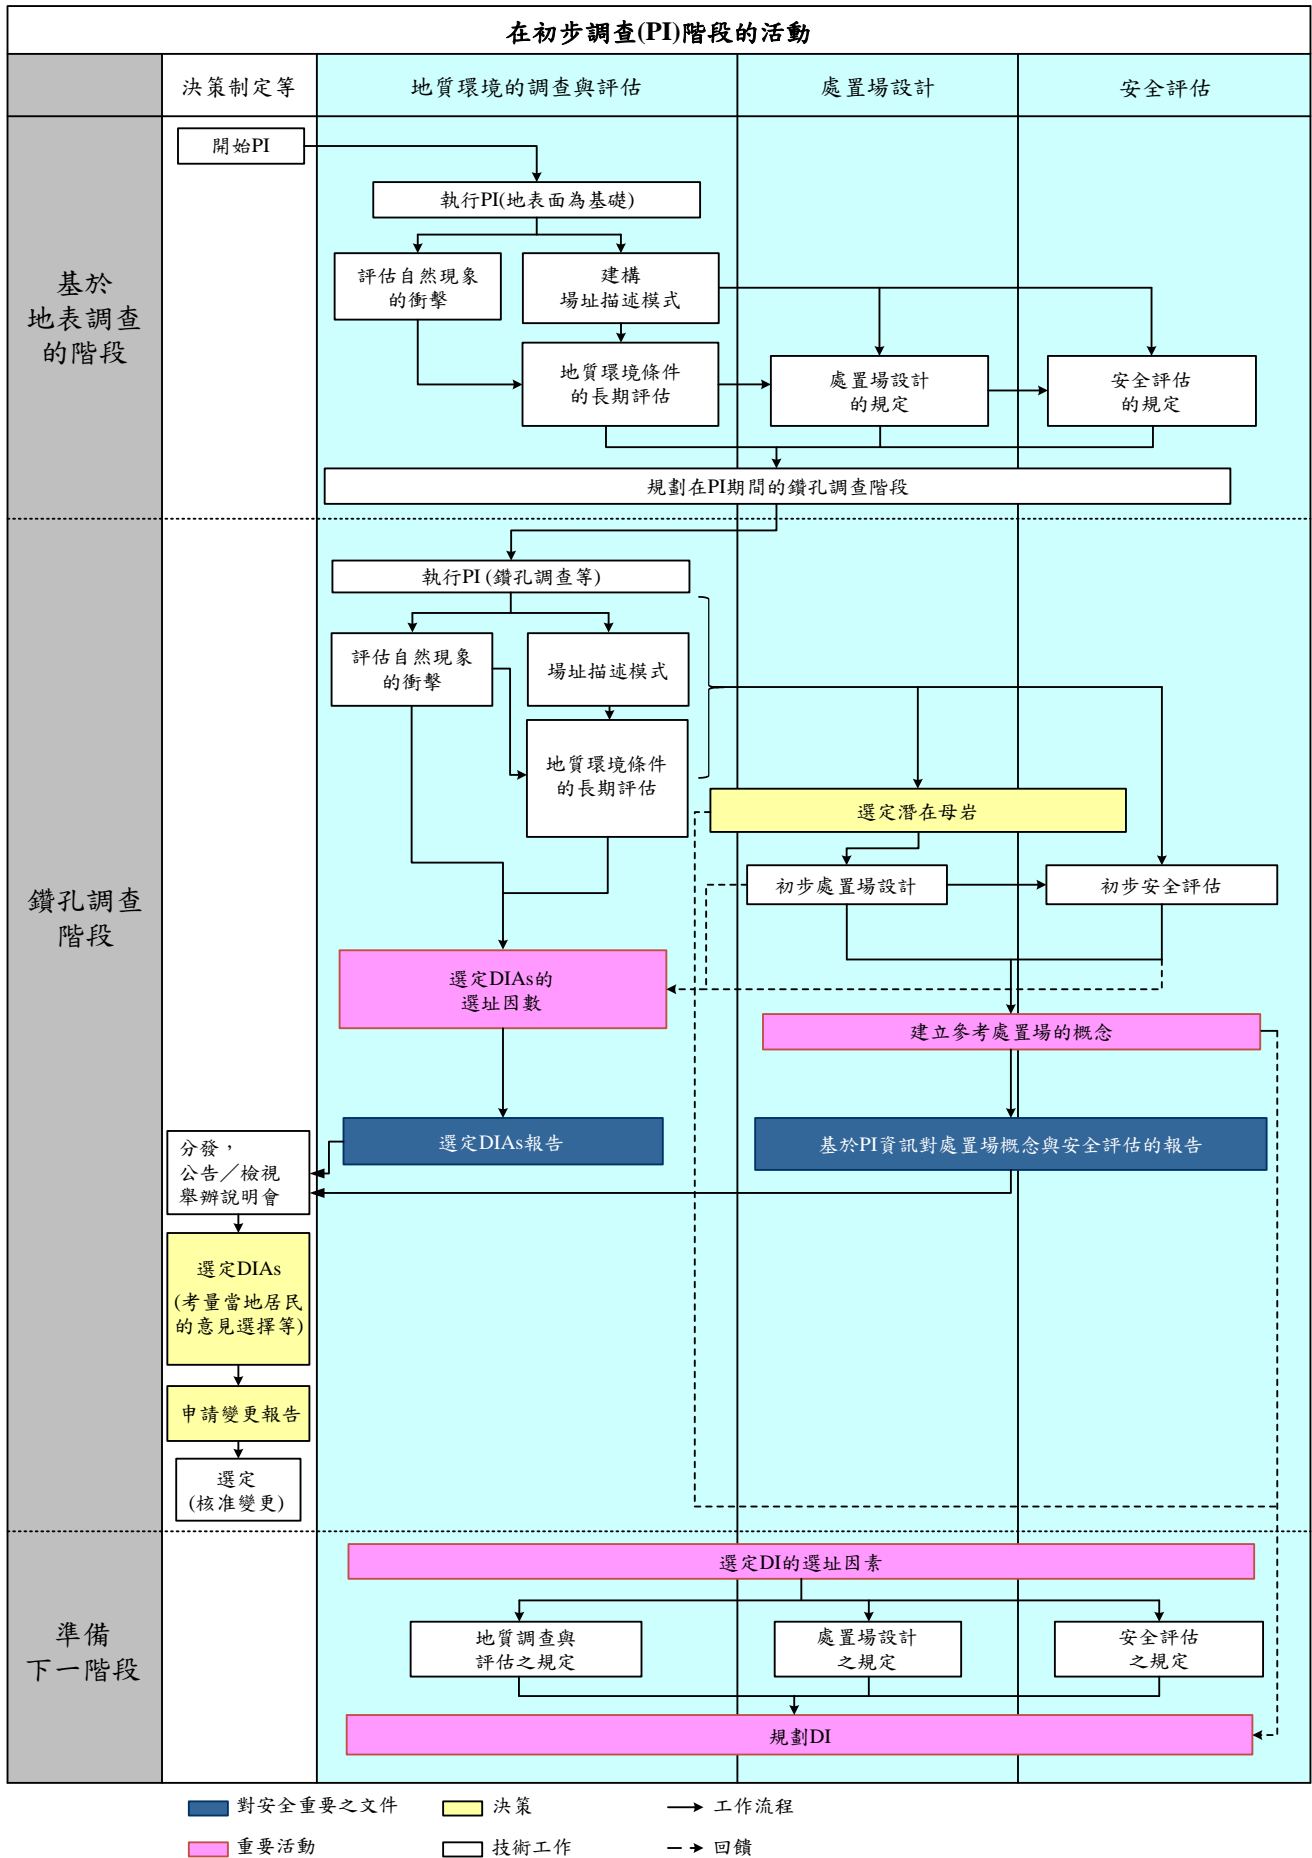 在初步調查(PI)階段的活動
決策制定等
地質環境的調查與評估
處置場設計
安全評估
基於
地表調查
的階段
開始PI
執行PI(地表面為基礎)
評估自然現象
的衝擊
建構
場址描述模式
地質環境條件
的長期評估
處置場設計
的規定
安全評估
的規定
規劃在PI期間的鑽孔調查階段
鑽孔調查
階段
執行PI (鑽孔調查等)
評估自然現象
的衝擊
場址描述模式
地質環境條件
的長期評估
選定潛在母岩
初步處置場設計
初步安全評估
選定DIAs的
選址因數
建立參考處置場的概念
選定DIAs報告
基於PI資訊對處置場概念與安全評估的報告
分發，
公告／檢視
舉辦說明會
選定DIAs
(考量當地居民
的意見選擇等)
申請變更報告
選定
(核准變更)
準備
下一階段
選定DI的選址因素
地質調查與
評估之規定
處置場設計
之規定
安全評估
之規定
規劃DI
對安全重要之文件
決策
工作流程
重要活動
技術工作
回饋